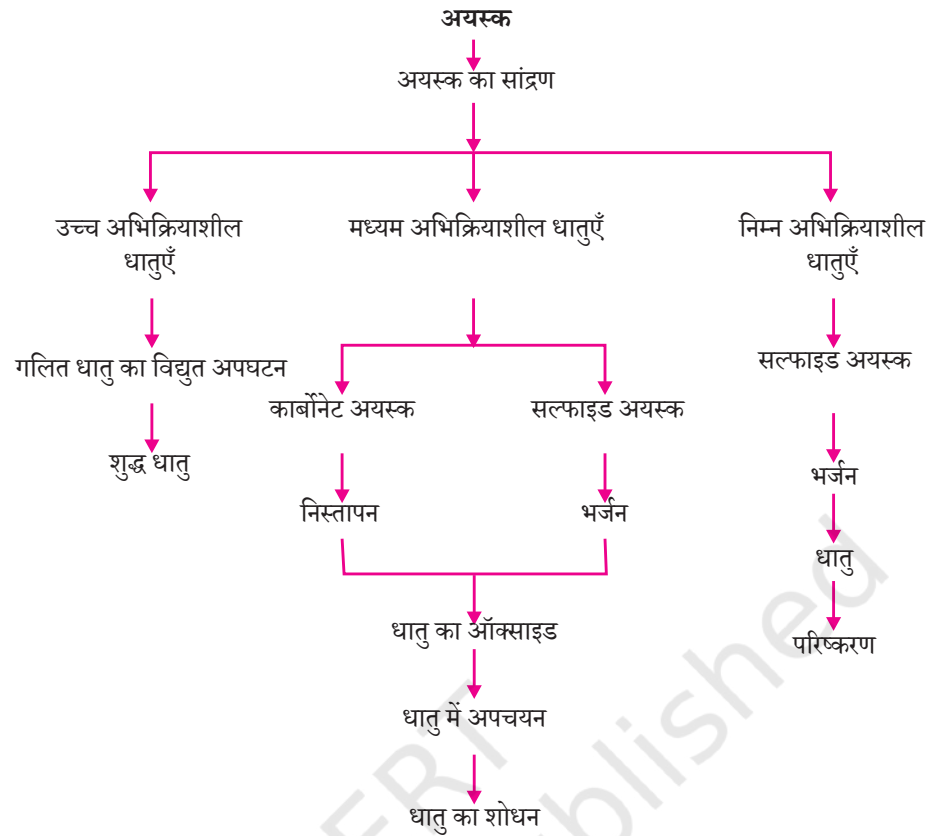 अयस्क
अयस्क का सांद्रण
उच्च अभिक्रियाशील
धातुएँ
मध्यम अभिक्रियाशील धातुएँ
निम्न अभिक्रियाशील
धातुएँ
गलित धातु का विद्युत अपघटन
सल्फाइड अयस्क
कार्बोनेट अयस्क
सल्फाइड अयस्क
शुद्ध धातु
भर्जन
निस्तापन
भर्जन
धातु
धातु का ऑक्साइड
परिष्करण
धातु में अपचयन
धातु का शोधन